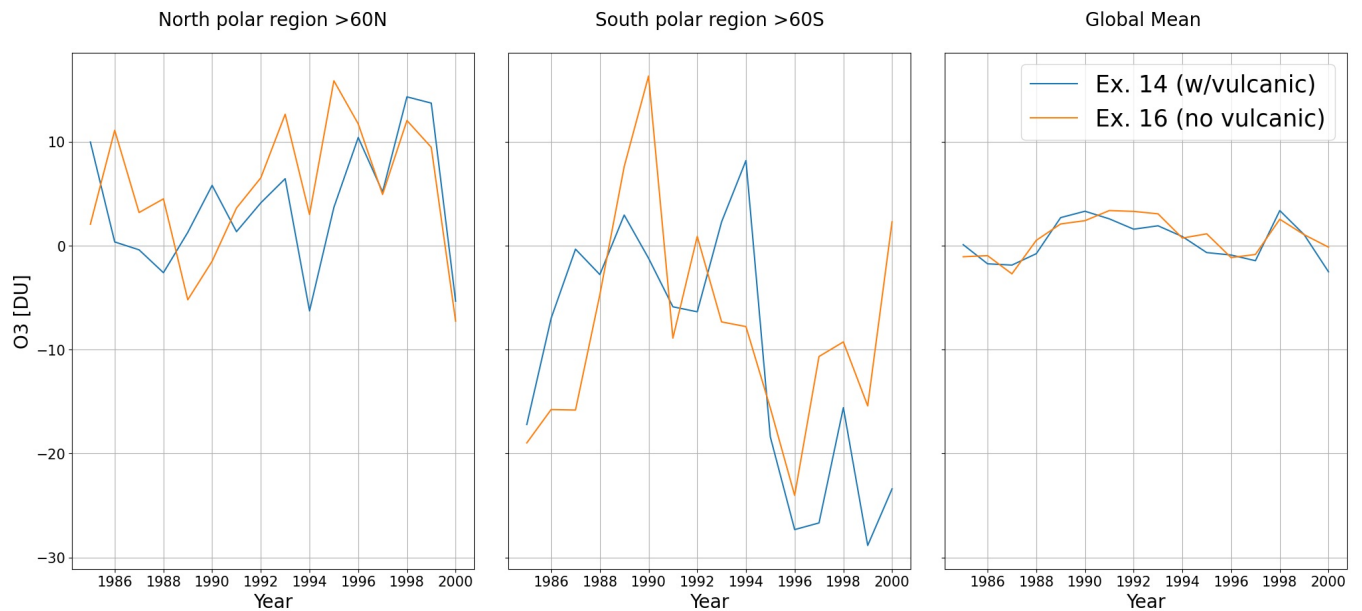 North polar region >60N
South polar region >60S
Global Mean
Ex. 14 (w/vulcanic)
Ex. 16 (no vulcanic)
O3 [DU]
10
0
−10
−20
−30
1986 1988 1990 1992 1994 1996 1998 2000
1986 1988 1990 1992 1994 1996 1998 2000
1986 1988 1990 1992 1994 1996 1998 2000
Year
Year
Year